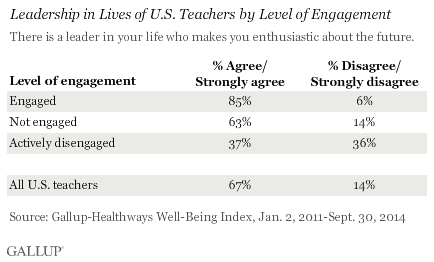 Leadership in Lives of U.S. Teachers by Level of Engagement
There is a leader in your life who makes you enthusiastic about the future.
% Agree/ % Disagree/
Level of engagement Strongly agree Strongly disagree
Engaged 85% 6%
Not engaged 63% 14%
Actively disengaged 37% 36%
All U.S. teachers 67% 14%
Source: Gallup-Healthways Well-Being Index, Jan. 2, 2011-Sept. 30, 2014
GALLUP®